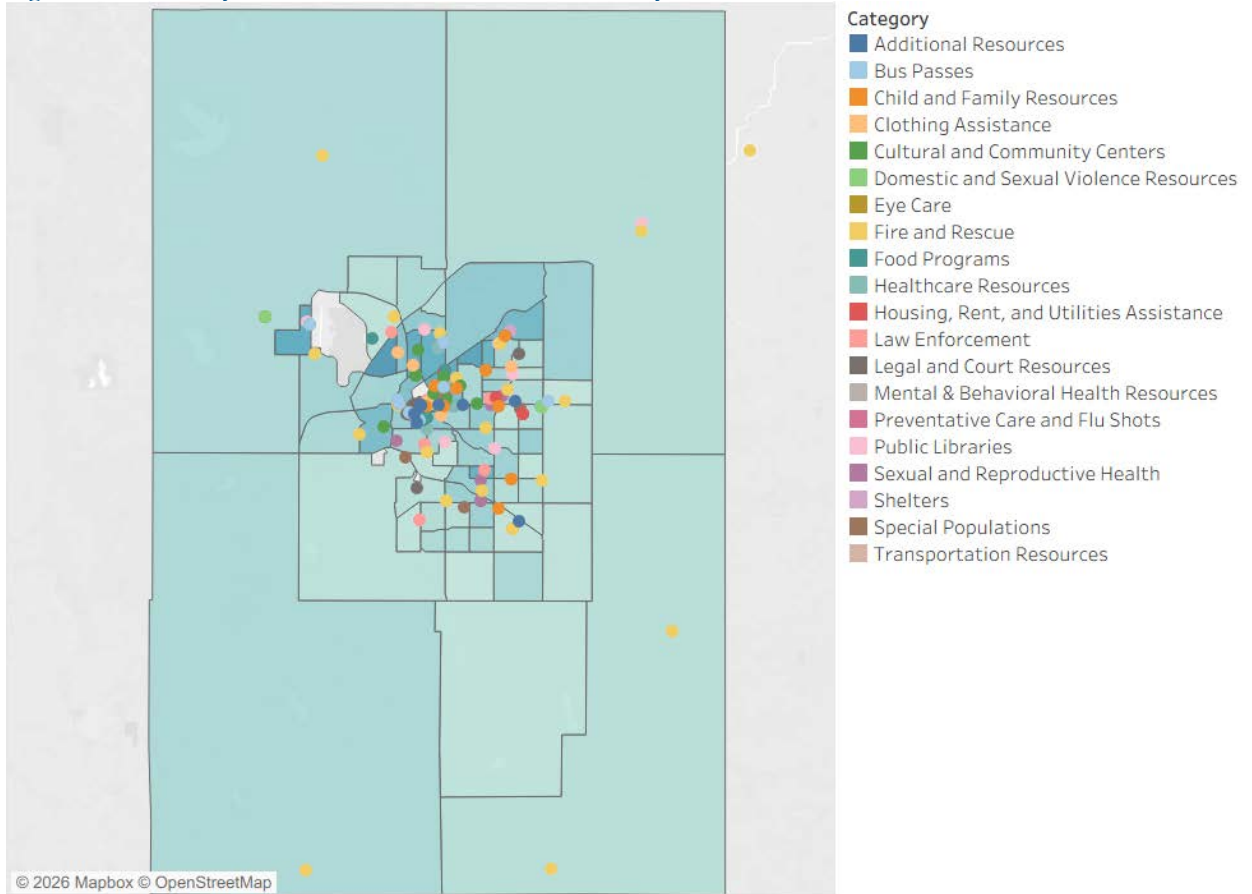 Category
Additional Resources
Bus Passes
Child and Family Resources
Clothing Assistance
Cultural and Community Centers
Domestic and Sexual Violence Resources
Eye Care
Fire and Rescue
Food Programs
Healthcare Resources
Housing, Rent, and Utilities Assistance
Law Enforcement
Legal and Court Resources
Mental & Behavioral Health Resources
Preventative Care and Flu Shots
Public Libraries
Sexual and Reproductive Health
Shelters
Special Populations
Transportation Resources
© 2026 Mapbox © OpenStreetMap